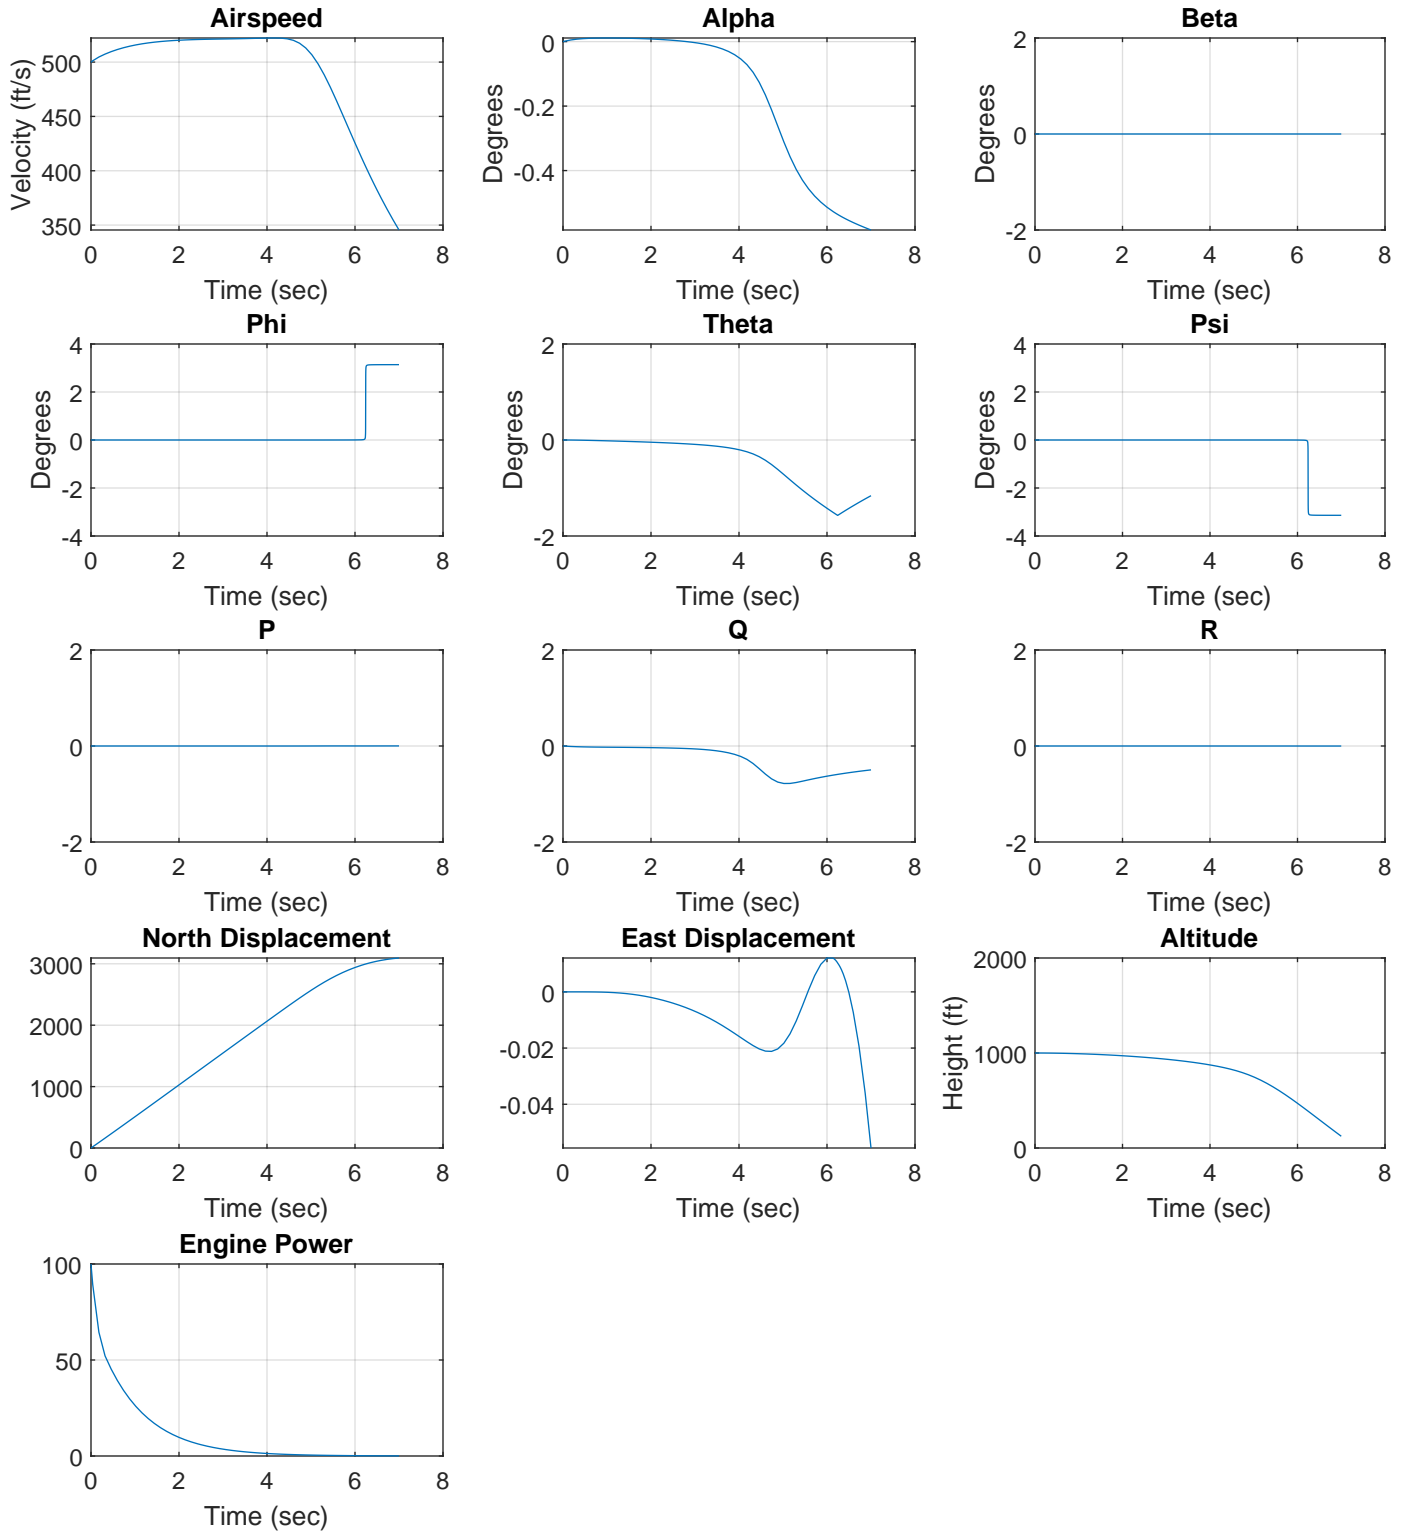 Airspeed
Velocity (ft/s)
500
450
400
350
0 2 4 6 8
Time (sec)
Alpha
Degrees
0
-0.2
-0.4
0 2 4 6 8
Time (sec)
Beta
Degrees
2
0
-2
0 2 4 6 8
Time (sec)
Phi
Degrees
4
2
0
-2
-4
0 2 4 6 8
Time (sec)
Theta
Degrees
2
0
-2
0 2 4 6 8
Time (sec)
Psi
Degrees
4
2
0
-2
-4
0 2 4 6 8
Time (sec)
P
2
0
-2
0 2 4 6 8
Time (sec)
Q
2
0
-2
0 2 4 6 8
Time (sec)
R
2
0
-2
0 2 4 6 8
Time (sec)
North Displacement
3000
2000
1000
0
0 2 4 6 8
Time (sec)
East Displacement
0
-0.02
-0.04
0 2 4 6 8
Time (sec)
Altitude
Height (ft)
2000
1000
0
0 2 4 6 8
Time (sec)
Engine Power
100
50
0
0 2 4 6 8
Time (sec)